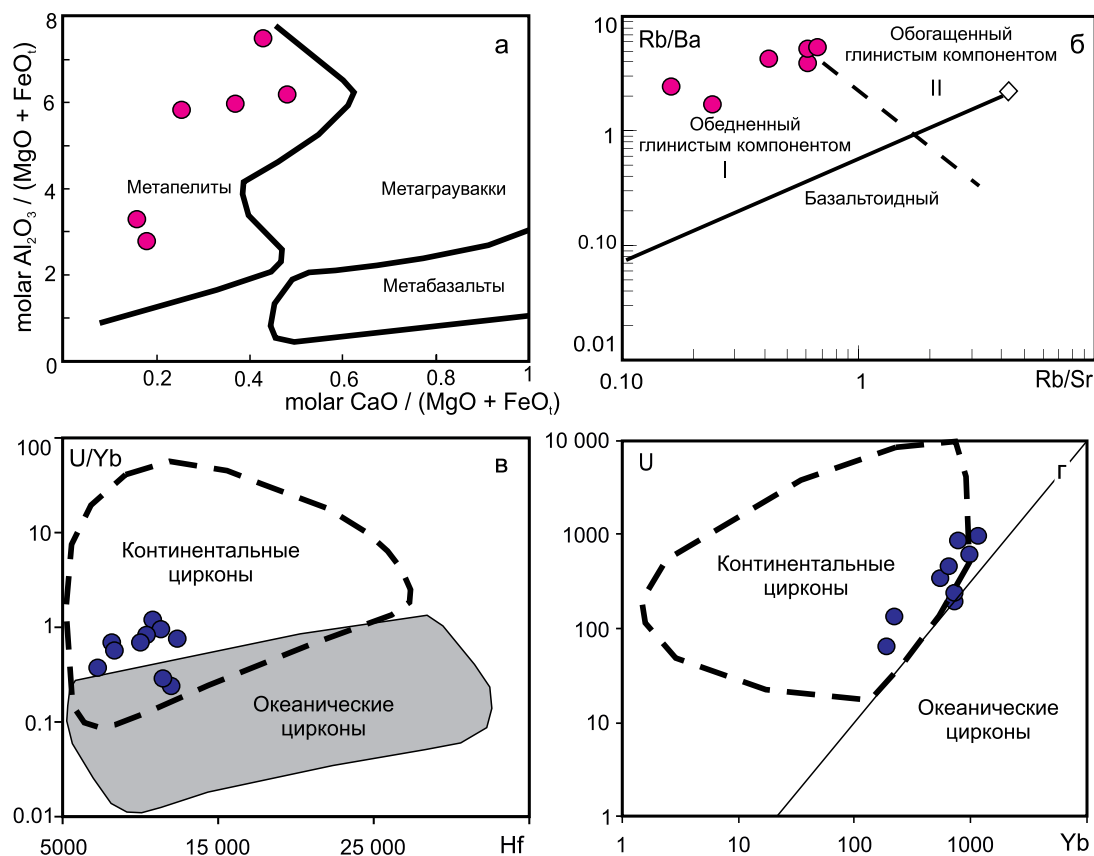 8
6
4
2
0
molar Al₂O₃ / (MgO + FeOₜ)
а
Метапелиты
Метаграувакки
Метабазальты
0.2
0.4
0.6
0.8
1
molar CaO / (MgO + FeOₜ)
10
1
0.10
0.01
Rb/Ba
б
Обогащенный
глинистым компонентом
II
Обедненный
глинистым компонентом
I
Базальтоидный
0.10
1
Rb/Sr
100
10
1
0.1
0.01
U/Yb
в
Континентальные
цирконы
Океанические
цирконы
5000
15 000
25 000
Hf
10 000
1000
100
10
1
U
г
Континентальные
цирконы
Океанические
цирконы
1
10
100
1000
Yb